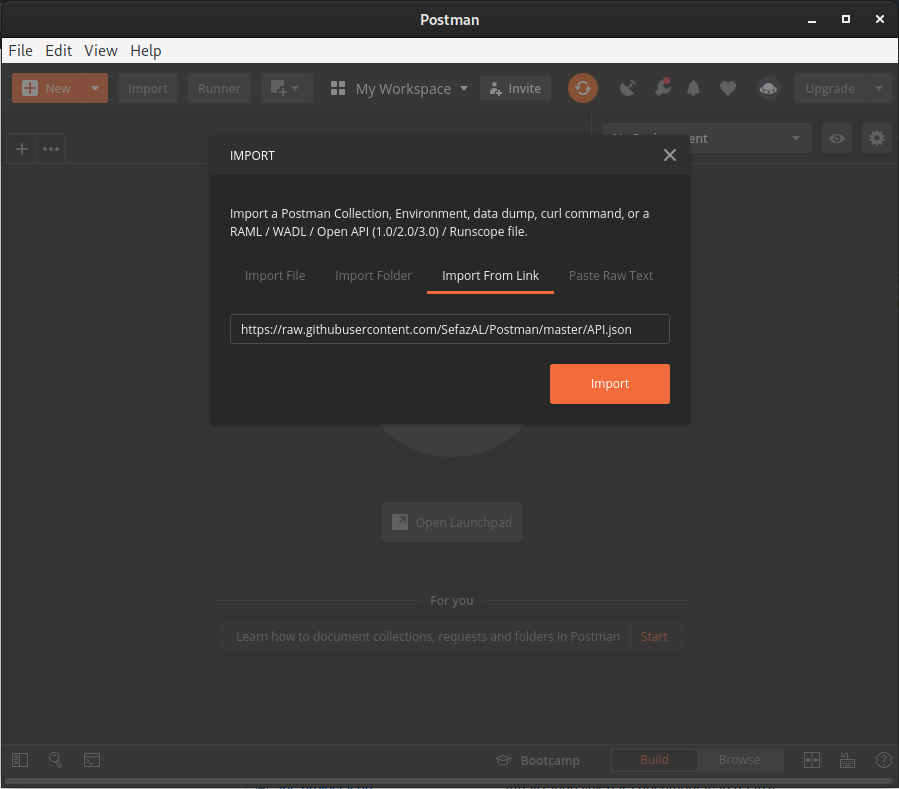 Postman
File Edit View Help
New Import Runner My Workspace Invite Upgrade
IMPORT
Import a Postman Collection, Environment, data dump, curl command, or a
RAML / WADL / Open API (1.0/2.0/3.0) / Runscope file.
Import File Import Folder Import From Link Paste Raw Text
https://raw.githubusercontent.com/SefazAL/Postman/master/API.json
Import
Open Launchpad
For you
Learn how to document collections, requests and folders in Postman Start
Bootcamp Build Browse